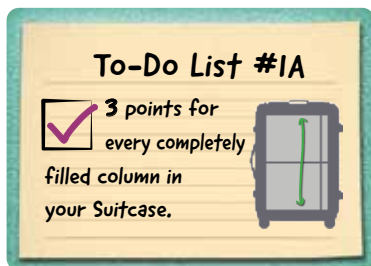 To-Do List #1A
3 points for
every completely
filled column in
your Suitcase.